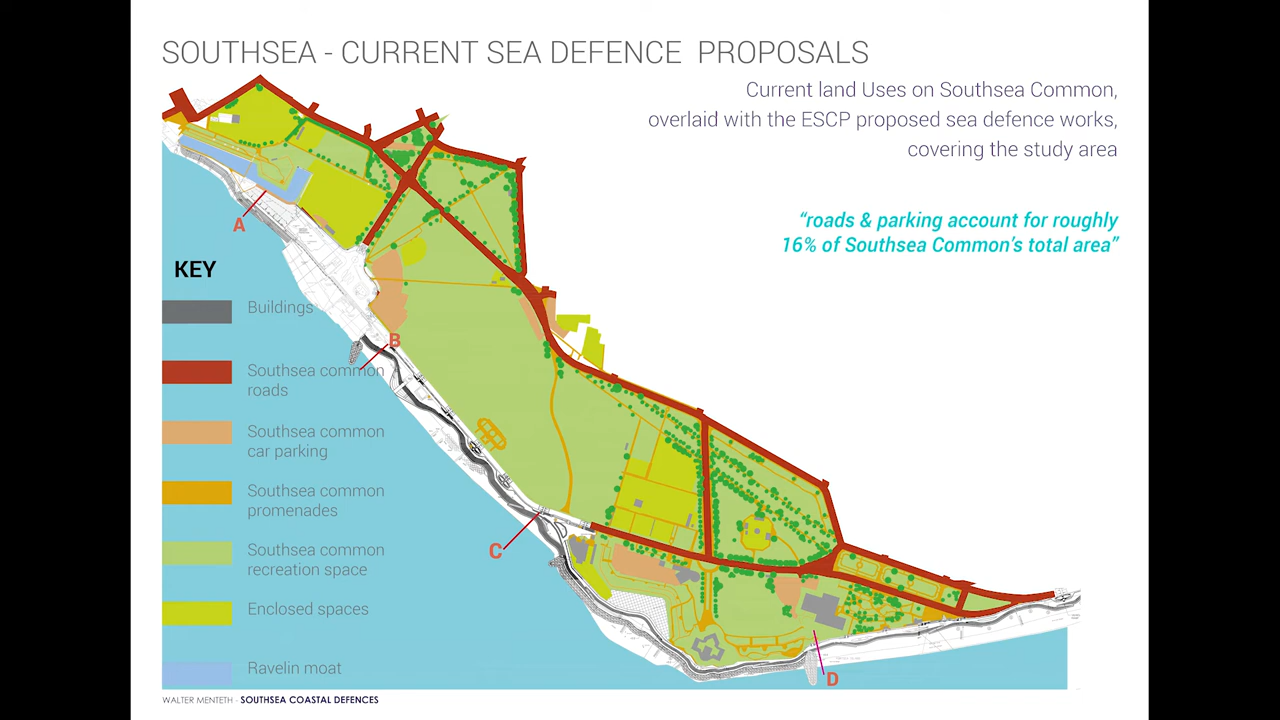 SOUTHSEA - CURRENT SEA DEFENCE PROPOSALS
Current land Uses on Southsea Common,
overlaid with the ESCP proposed sea defence works,
covering the study area
“roads & parking account for roughly
16% of Southsea Common’s total area”
A
B
C
D
KEY
Buildings
Southsea common
roads
Southsea common
car parking
Southsea common
promenades
Southsea common
recreation space
Enclosed spaces
Ravelin moat
WALTER MENTETH - SOUTHSEA COASTAL DEFENCES